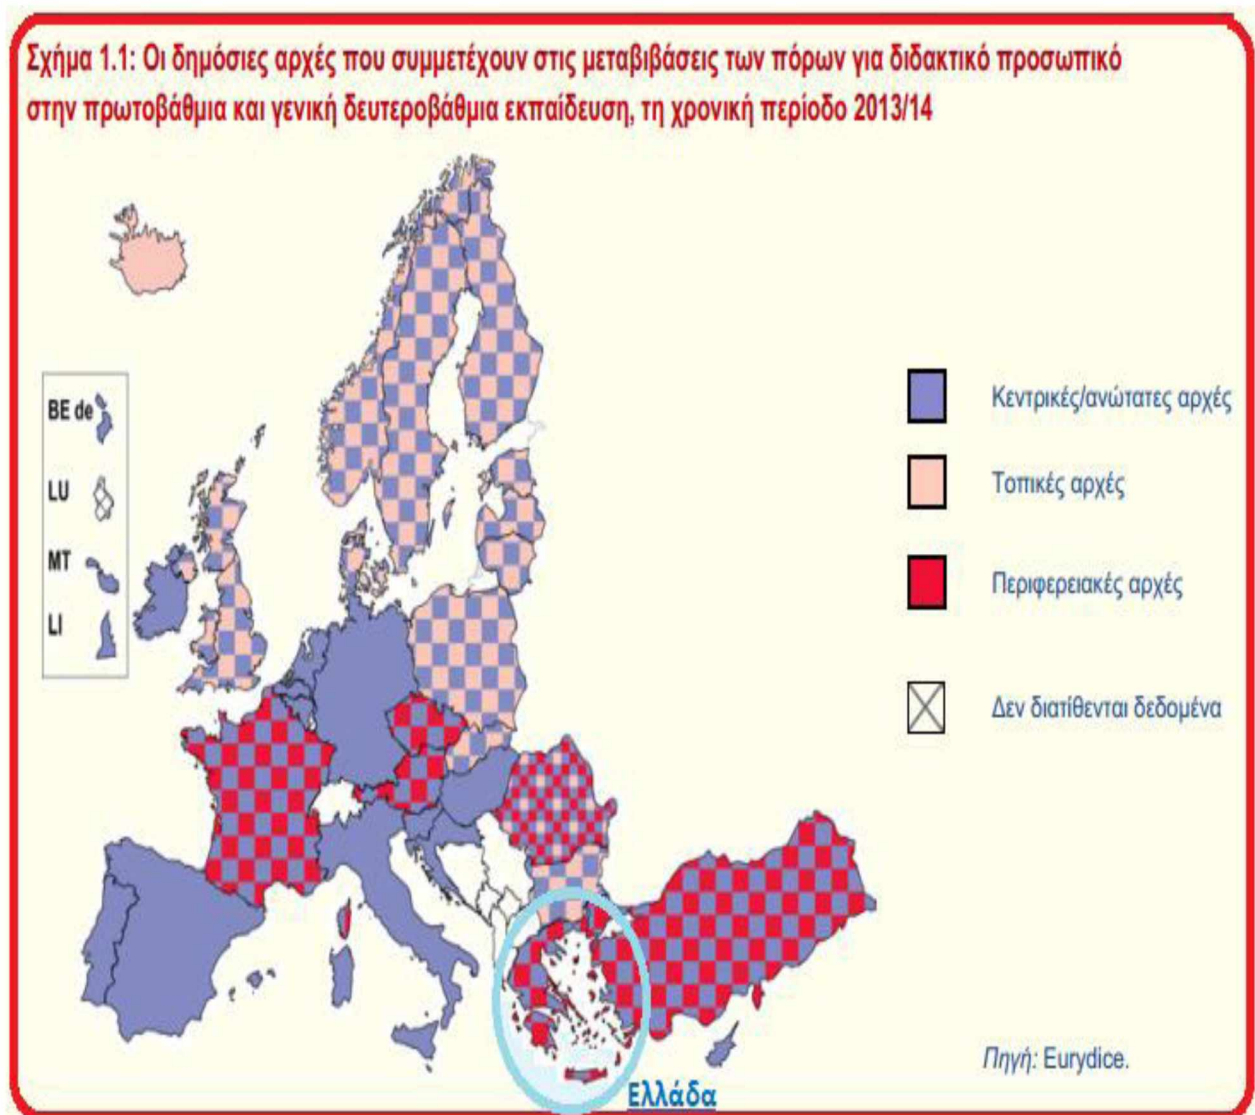 Σχήμα 1.1: Οι δημόσιες αρχές που συμμετέχουν στις μεταβιβάσεις των πόρων για διδακτικό προσωπικό
στην πρωτοβάθμια και γενική δευτεροβάθμια εκπαίδευση, τη χρονική περίοδο 2013/14
BE de
LU
MT
LI
Κεντρικές/ανώτατες αρχές
Τοπικές αρχές
Περιφερειακές αρχές
Δεν διατίθενται δεδομένα
Πηγή: Eurydice.
Ελλάδα